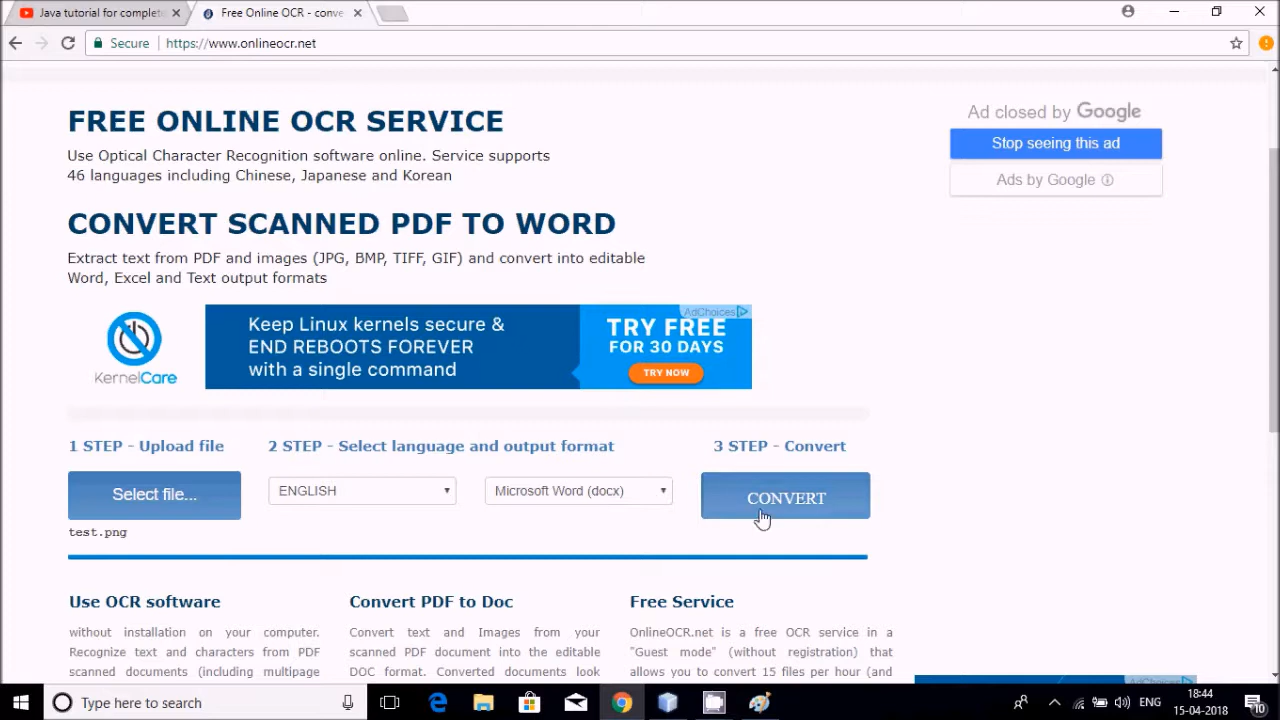 Java tutorial for complet
Free Online OCR - conve
Secure
https://www.onlineocr.net
FREE ONLINE OCR SERVICE
Use Optical Character Recognition software online. Service supports
46 languages including Chinese, Japanese and Korean
Ad closed by Google
Stop seeing this ad
Ads by Google
CONVERT SCANNED PDF TO WORD
Extract text from PDF and images (JPG, BMP, TIFF, GIF) and convert into editable
Word, Excel and Text output formats
KernelCare
Keep Linux kernels secure &
END REBOOTS FOREVER
with a single command
AdChoices
TRY FREE
FOR 30 DAYS
TRY NOW
1 STEP - Upload file
2 STEP - Select language and output format
3 STEP - Convert
Select file...
ENGLISH
Microsoft Word (docx)
CONVERT
test.png
Use OCR software
without installation on your computer.
Recognize text and characters from PDF
scanned documents (including multipage
Convert PDF to Doc
Convert text and Images from your
scanned PDF document into the editable
DOC format. Converted documents look
Free Service
OnlineOCR.net is a free OCR service in a
"Guest mode" (without registration) that
allows you to convert 15 files per hour (and
AdChoices
Type here to search
ENG
18:44
15-04-2018
10